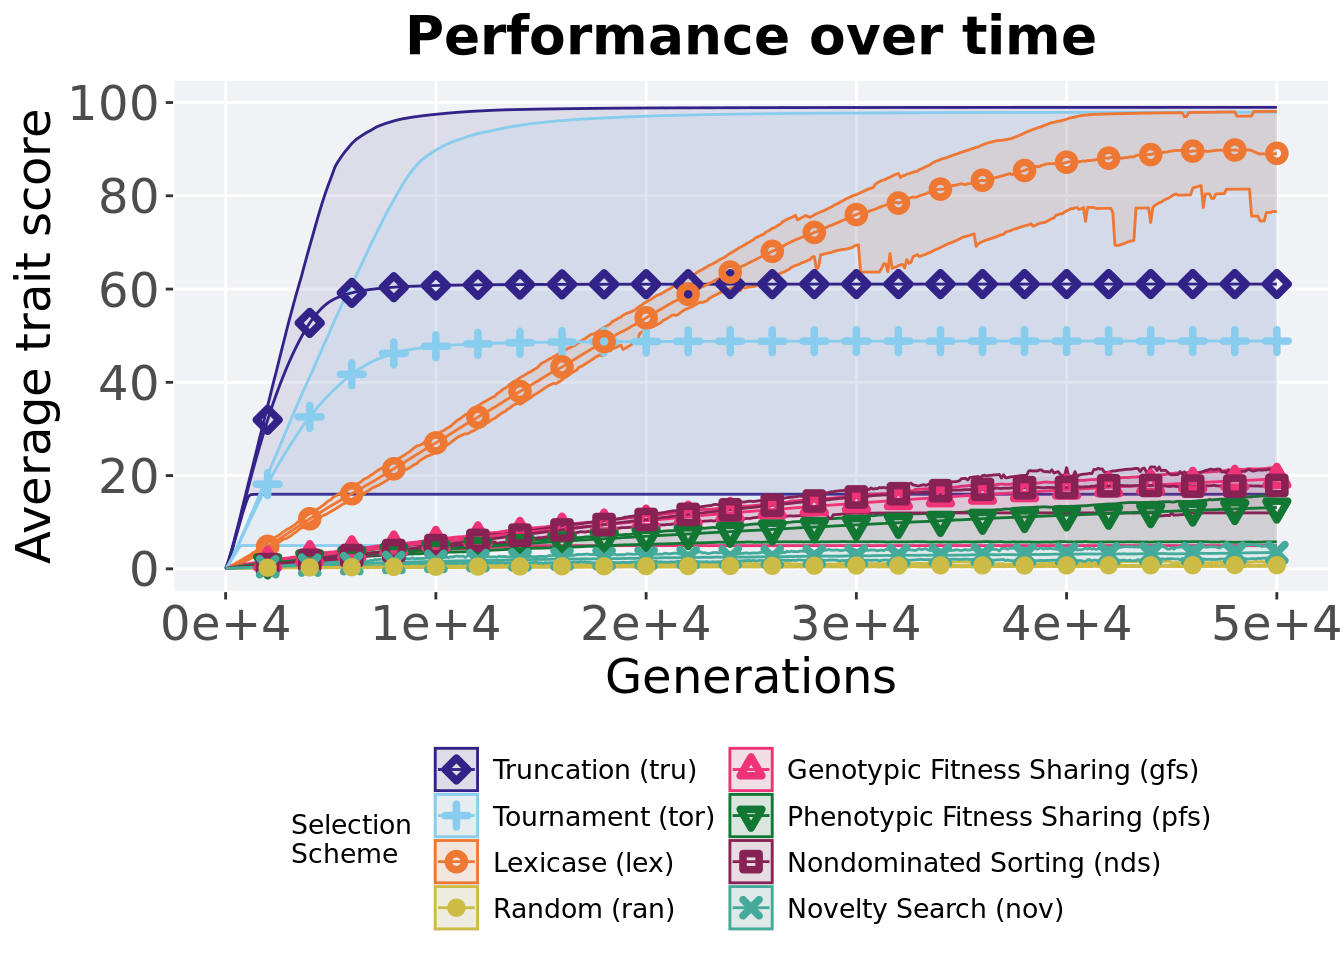 Performance over time
Average trait score
100
80
60
40
20
0
0e+4 1e+4 2e+4 3e+4 4e+4 5e+4
Generations
Selection
Scheme
Truncation (tru)
Tournament (tor)
Lexicase (lex)
Random (ran)
Genotypic Fitness Sharing (gfs)
Phenotypic Fitness Sharing (pfs)
Nondominated Sorting (nds)
Novelty Search (nov)